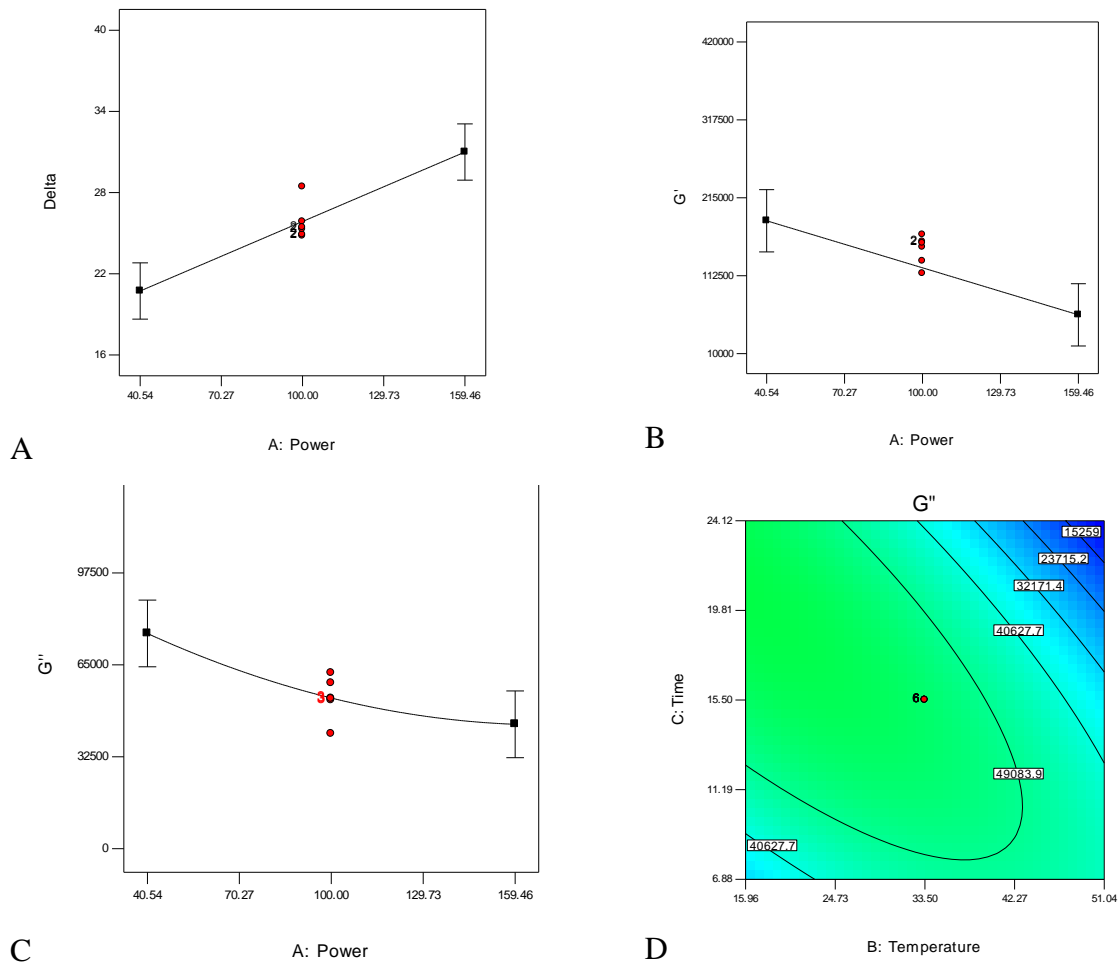 40
34
28
22
16
Delta
2
2
40.54 70.27 100.00 129.73 159.46
A: Power
A
420000
317500
215000
112500
10000
G'
2
40.54 70.27 100.00 129.73 159.46
A: Power
B
97500
65000
32500
0
G''
3
40.54 70.27 100.00 129.73 159.46
A: Power
C
G"
24.12
19.81
15.50
11.19
6.88
C: Time
15259
23715.2
32171.4
40627.7
6
49083.9
40627.7
15.96 24.73 33.50 42.27 51.04
B: Temperature
D